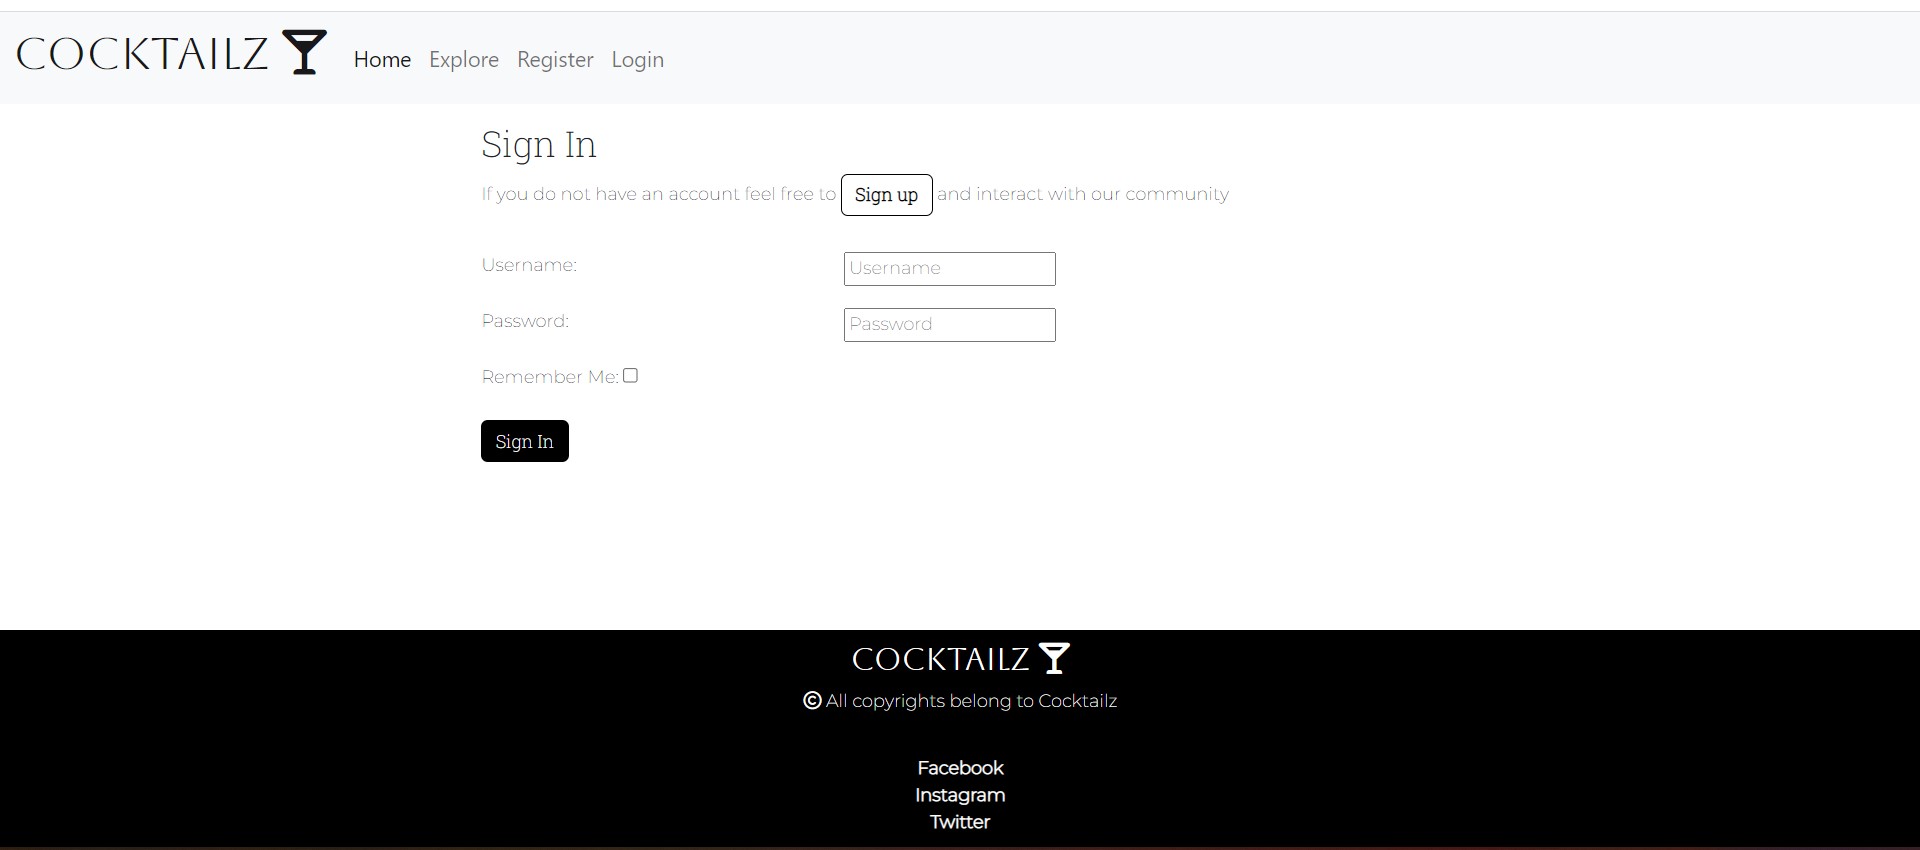 COCKTAILZ Home Explore Register Login
Sign In
If you do not have an account feel free to Sign up and interact with our community
Username: Username
Password: Password
Remember Me:
Sign In
COCKTAILZ
© All copyrights belong to Cocktailz
Facebook
Instagram
Twitter